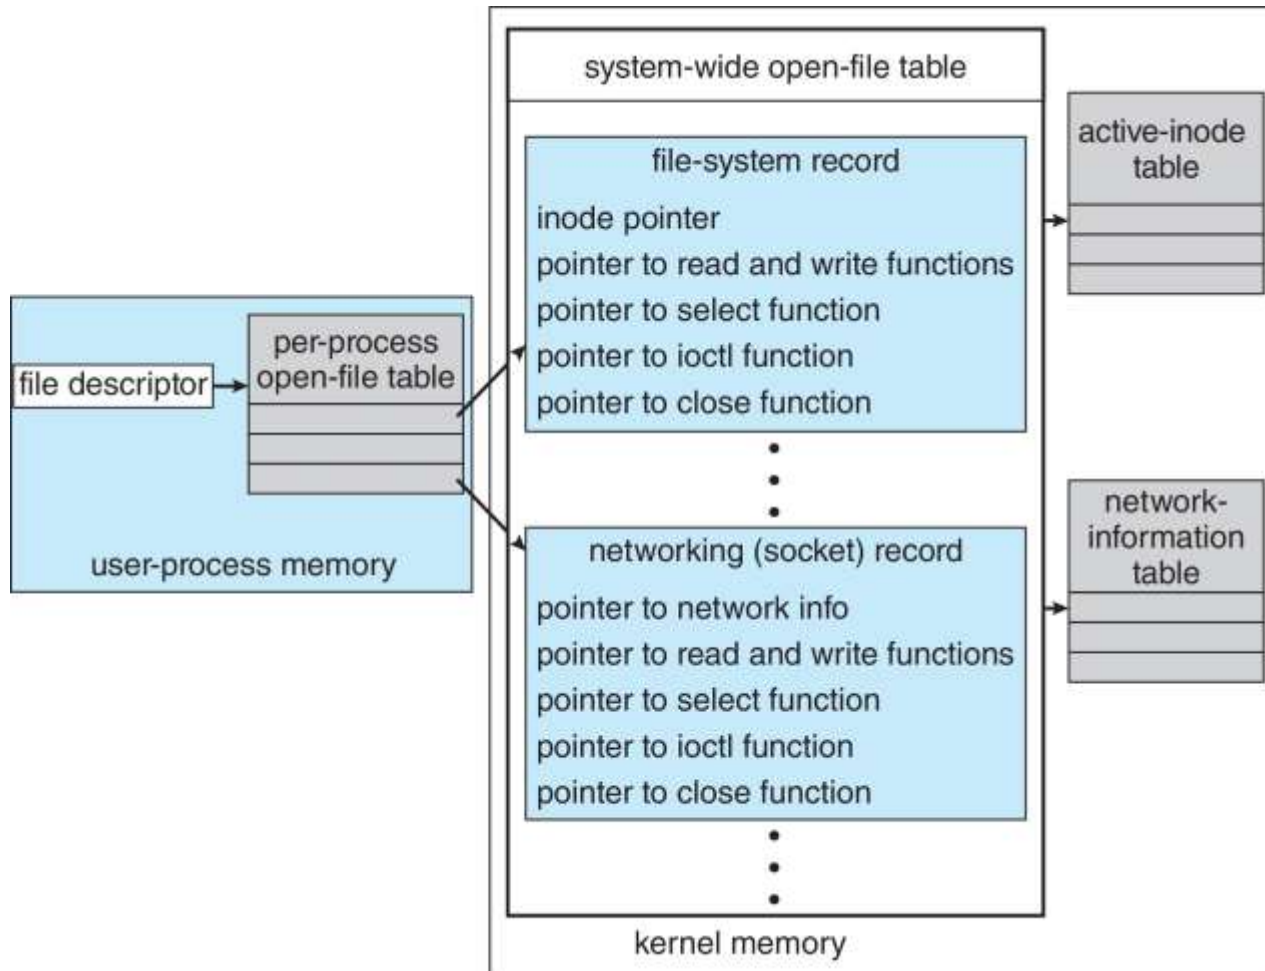 system-wide open-file table
file-system record
inode pointer
pointer to read and write functions
pointer to select function
pointer to ioctl function
pointer to close function
active-inode
table
file descriptor
per-process
open-file table
user-process memory
networking (socket) record
pointer to network info
pointer to read and write functions
pointer to select function
pointer to ioctl function
pointer to close function
network-
information
table
kernel memory